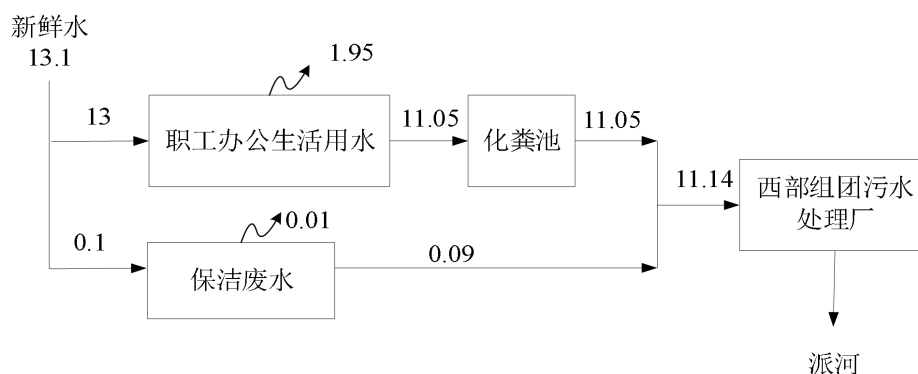 新鲜水
13.1
1.95
13
职工办公生活用水
11.05
化粪池
11.05
11.14
西部组团污水
处理厂
0.1
0.01
保洁废水
0.09
派河